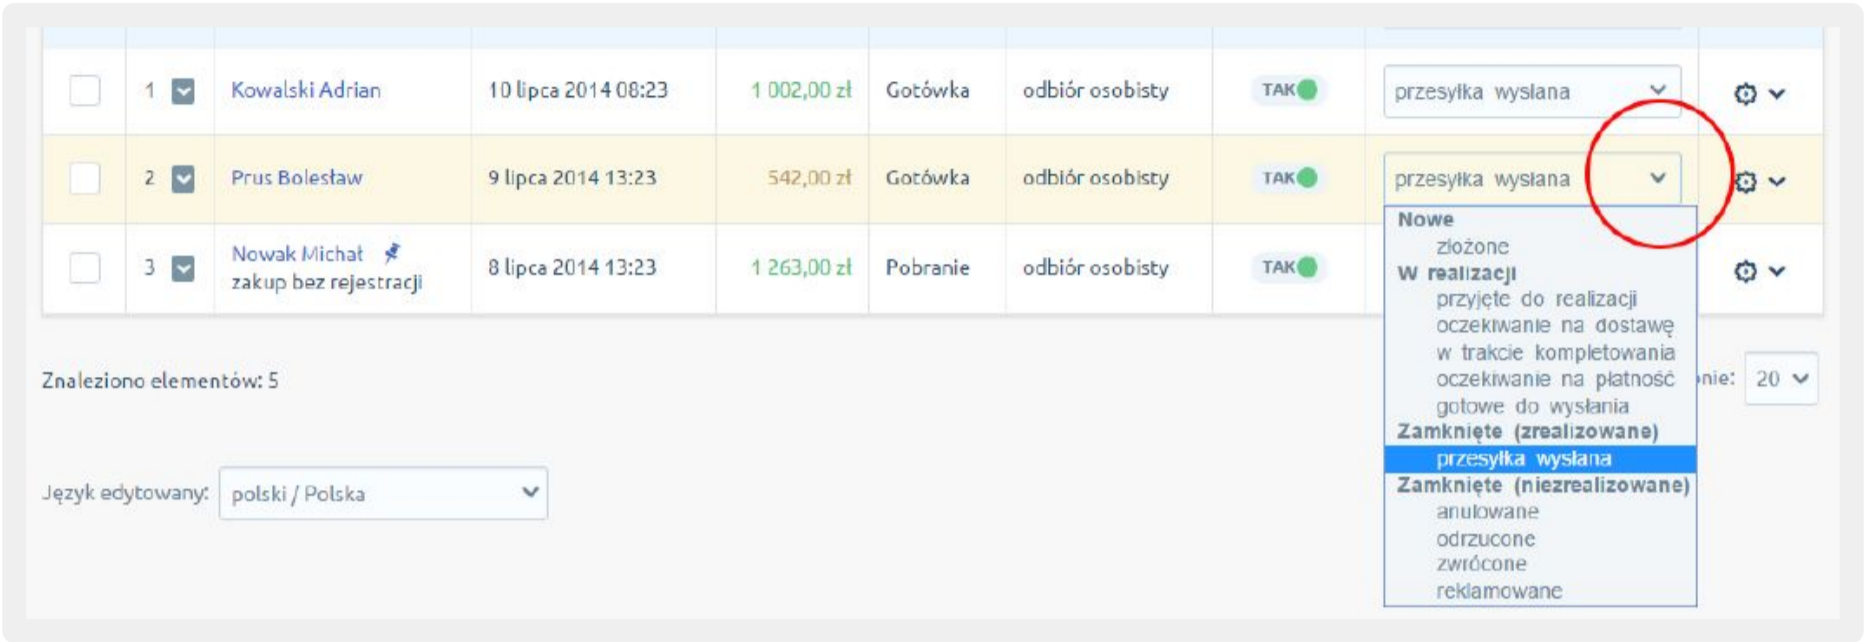 1 Kowalski Adrian 10 lipca 2014 08:23 1 002,00 zł Gotówka odbiór osobisty TAK przesyłka wysłana
2 Prus Bolesław 9 lipca 2014 13:23 542,00 zł Gotówka odbiór osobisty TAK przesyłka wysłana
3 Nowak Michał
zakup bez rejestracji
8 lipca 2014 13:23 1 263,00 zł Pobranie odbiór osobisty TAK
Nowe
złożone
W realizacji
przyjęte do realizacji
oczekiwanie na dostawę
w trakcie kompletowania
oczekiwanie na płatność
gotowe do wysłania
Zamknięte (zrealizowane)
przesyłka wysłana
Zamknięte (niezrealizowane)
anulowane
odrzucone
zwrócone
reklamowane
Znaleziono elementów: 5
nie: 20
Język edytowany: polski / Polska